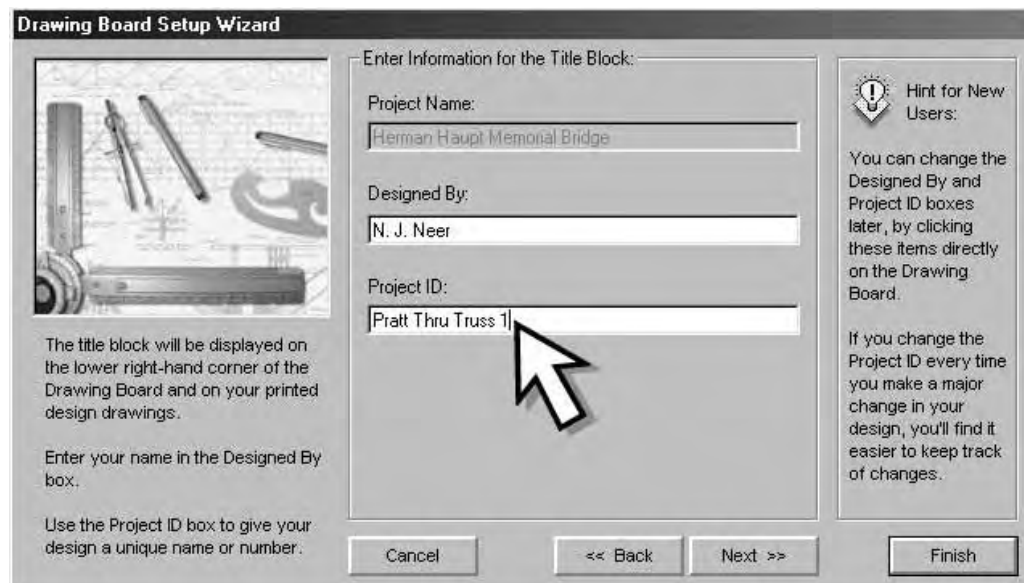 Drawing Board Setup Wizard
The title block will be displayed on
the lower right-hand corner of the
Drawing Board and on your printed
design drawings.
Enter your name in the Designed By
box.
Use the Project ID box to give your
design a unique name or number.
Enter Information for the Title Block:
Project Name:
Herman Haupt Memorial Bridge
Designed By:
N. J. Neer
Project ID:
Pratt Thru Truss 1
Hint for New
Users:
You can change the
Designed By and
Project ID boxes
later, by clicking
these items directly
on the Drawing
Board.
If you change the
Project ID every time
you make a major
change in your
design, you'll find it
easier to keep track
of changes.
Cancel
<< Back
Next >>
Finish